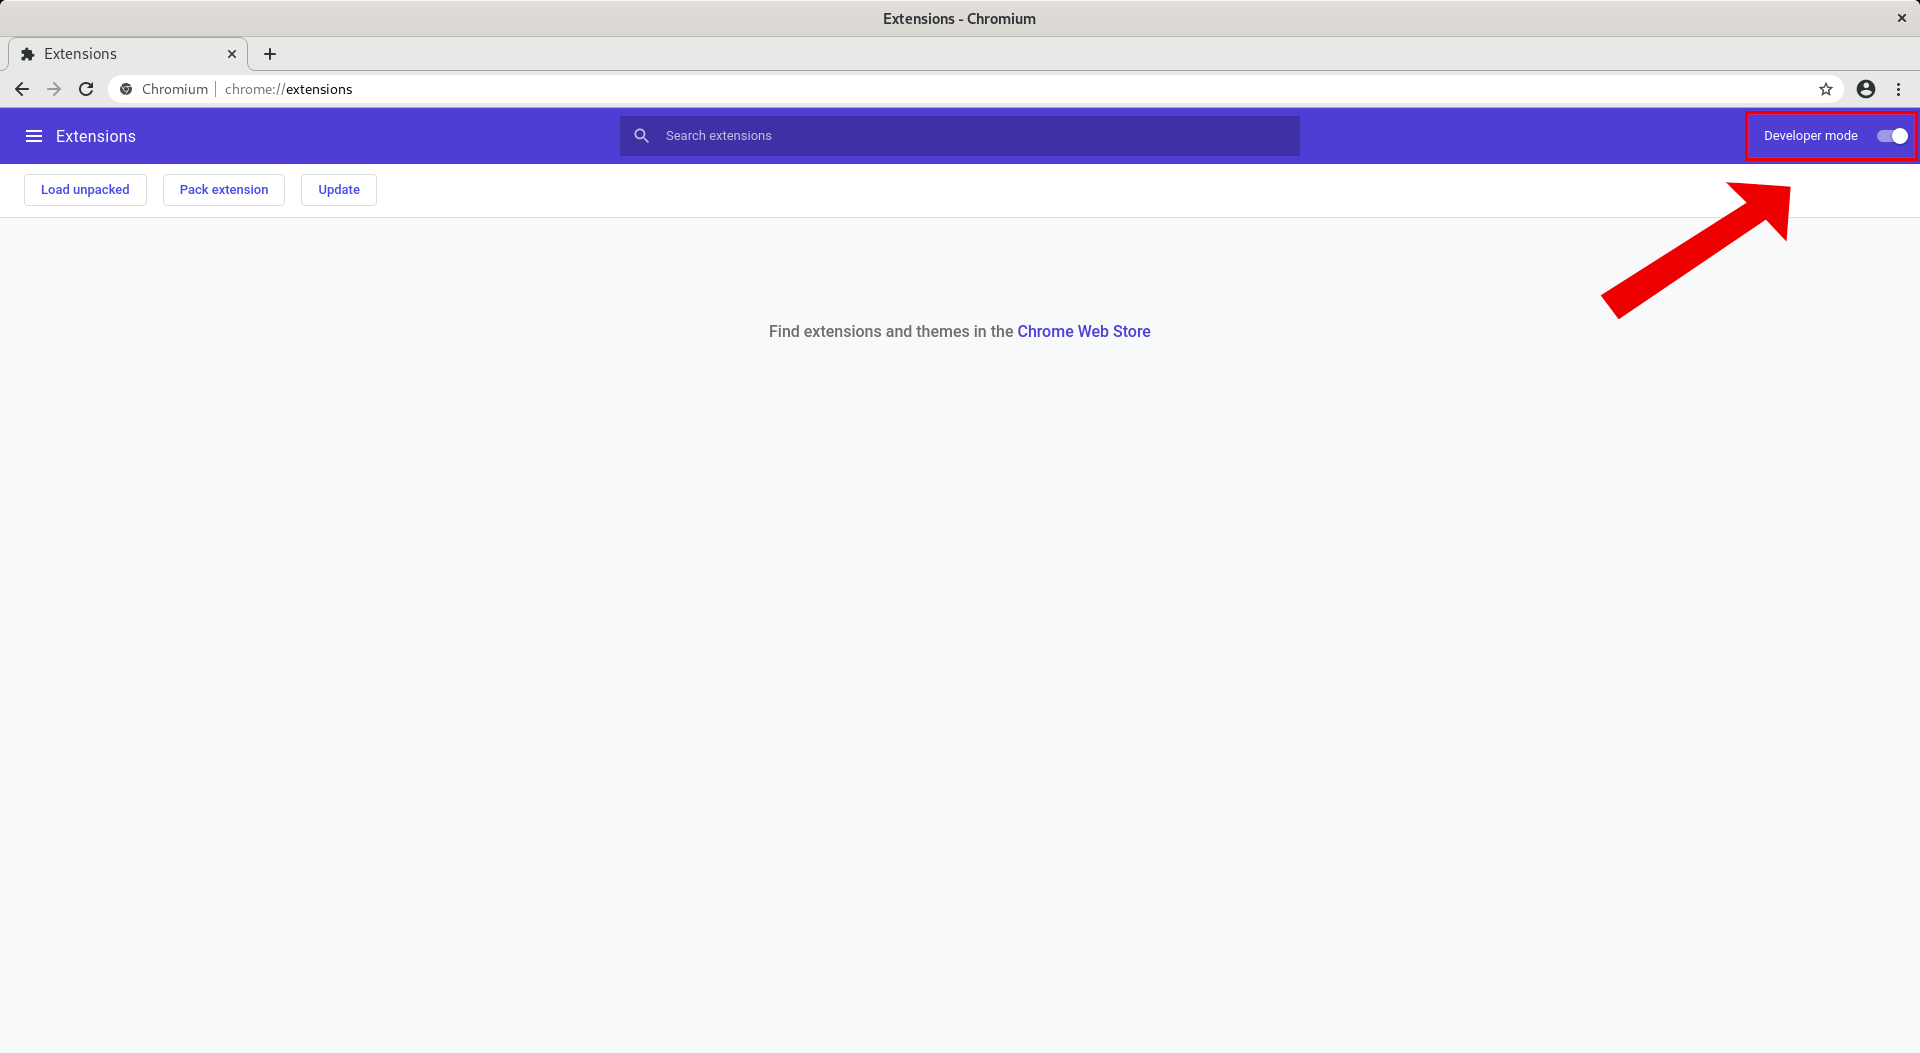 Extensions - Chromium
Extensions
Chromium chrome://extensions
Extensions Search extensions Developer mode
Load unpacked Pack extension Update
Find extensions and themes in the Chrome Web Store